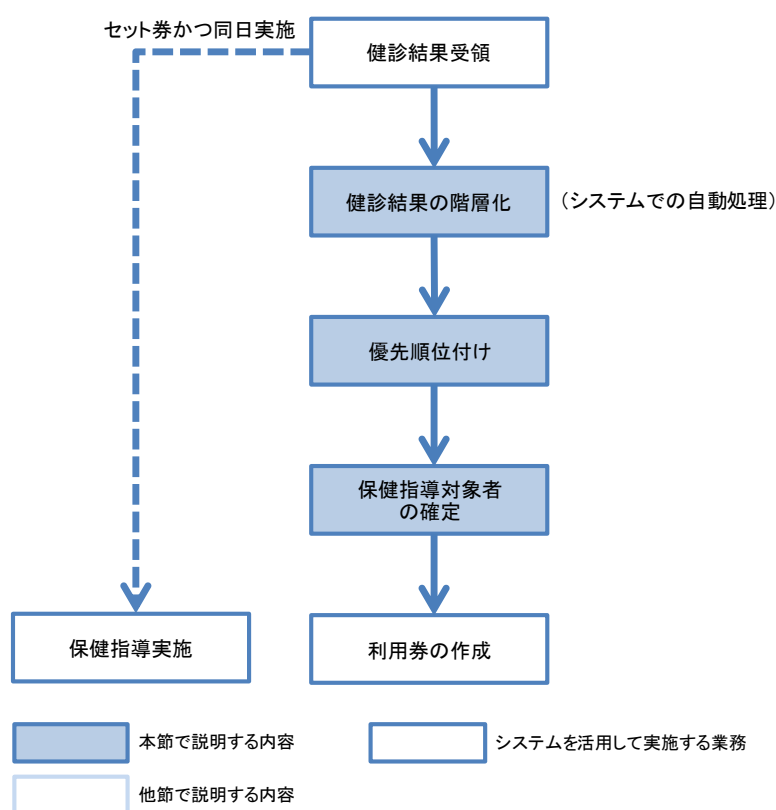 セット券かつ同日実施
健診結果受領
健診結果の階層化
（システムでの自動処理）
優先順位付け
保健指導対象者
の確定
保健指導実施
利用券の作成
本節で説明する内容
システムを活用して実施する業務
他節で説明する内容